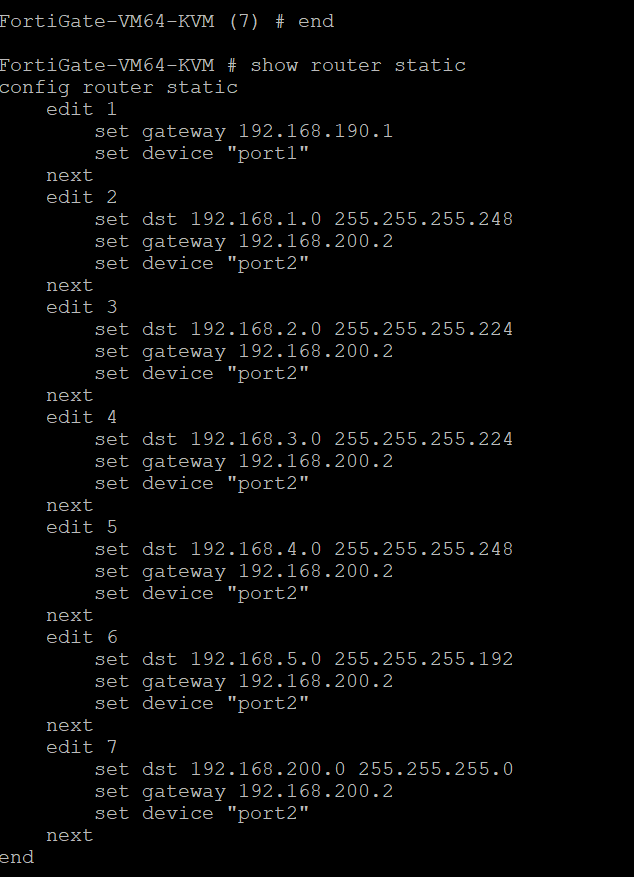 FortiGate-VM64-KVM (7) # end

FortiGate-VM64-KVM # show router static
config router static
    edit 1
        set gateway 192.168.190.1
        set device "port1"
    next
    edit 2
        set dst 192.168.1.0 255.255.255.248
        set gateway 192.168.200.2
        set device "port2"
    next
    edit 3
        set dst 192.168.2.0 255.255.255.224
        set gateway 192.168.200.2
        set device "port2"
    next
    edit 4
        set dst 192.168.3.0 255.255.255.224
        set gateway 192.168.200.2
        set device "port2"
    next
    edit 5
        set dst 192.168.4.0 255.255.255.248
        set gateway 192.168.200.2
        set device "port2"
    next
    edit 6
        set dst 192.168.5.0 255.255.255.192
        set gateway 192.168.200.2
        set device "port2"
    next
    edit 7
        set dst 192.168.200.0 255.255.255.0
        set gateway 192.168.200.2
        set device "port2"
    next
end